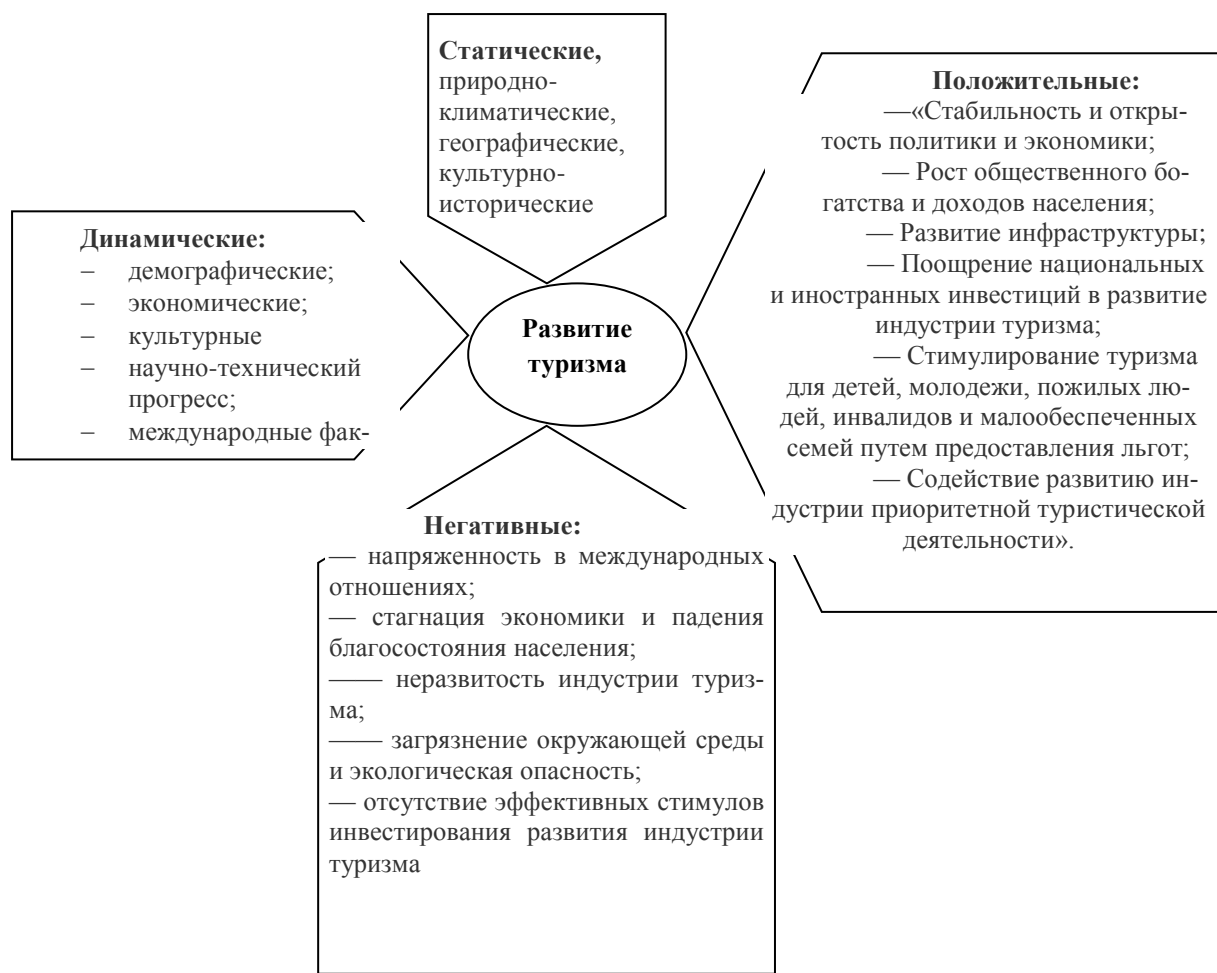 Статические,
природно-
климатические,
географические,
культурно-
исторические
Положительные:
—«Стабильность и откры-
тость политики и экономики;
— Рост общественного бо-
гатства и доходов населения;
— Развитие инфраструктуры;
— Поощрение национальных
и иностранных инвестиций в развитие
индустрии туризма;
— Стимулирование туризма
для детей, молодежи, пожилых лю-
дей, инвалидов и малообеспеченных
семей путем предоставления льгот;
— Содействие развитию ин-
дустрии приоритетной туристической
деятельности».
Динамические:
– демографические;
– экономические;
– культурные
– научно-технический
прогресс;
– международные фак-
Развитие
туризма
Негативные:
— напряженность в международных
отношениях;
— стагнация экономики и падения
благосостояния населения;
—— неразвитость индустрии туриз-
ма;
—— загрязнение окружающей среды
и экологическая опасность;
— отсутствие эффективных стимулов
инвестирования развития индустрии
туризма